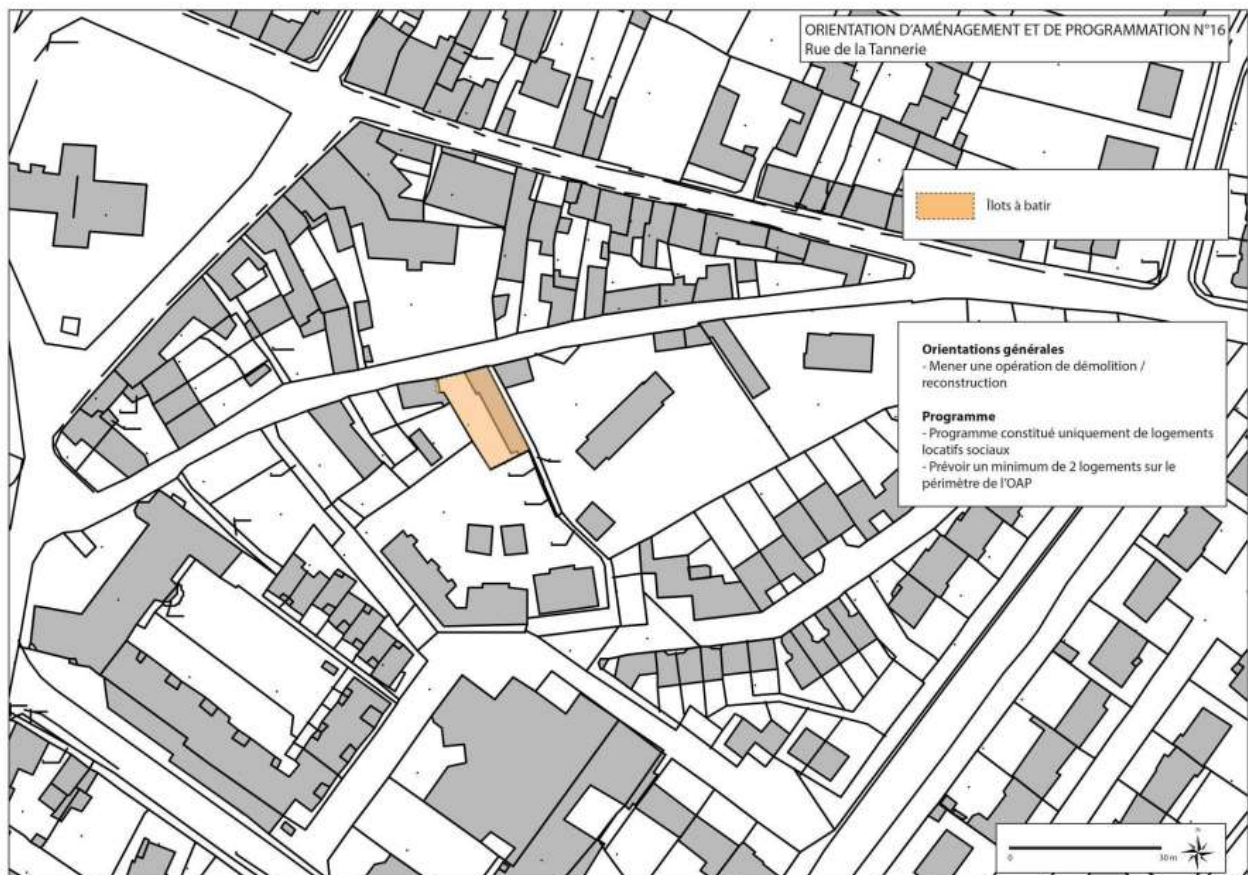 ORIENTATION D'AMÉNAGEMENT ET DE PROGRAMMATION N°16
Rue de la Tannerie
Îlots à batir
Orientations générales
- Mener une opération de démolition /
reconstruction
Programme
- Programme constitué uniquement de logements
locatifs sociaux
- Prévoir un minimum de 2 logements sur le
périmètre de l'OAP
0 30 m
N